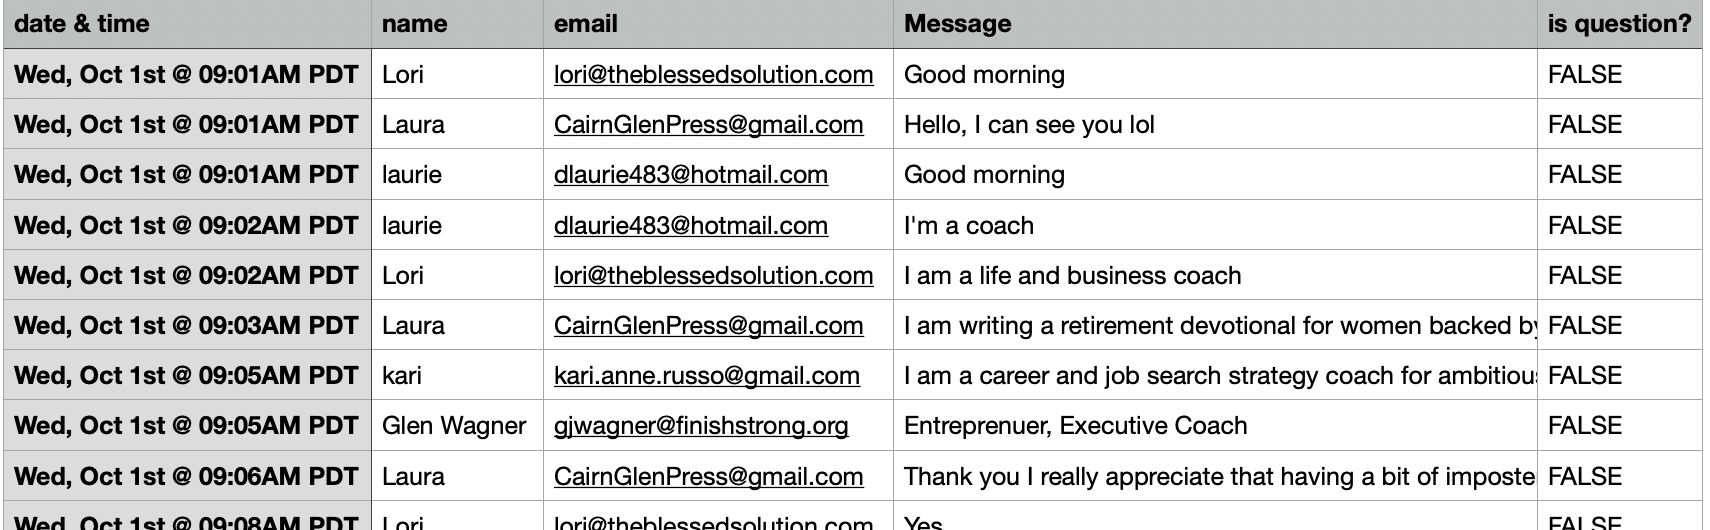 date & time name email Message is question?
Wed, Oct 1st @ 09:01AM PDT Lori lori@theblessedsolution.com Good morning FALSE
Wed, Oct 1st @ 09:01AM PDT Laura CairnGlenPress@gmail.com Hello, I can see you lol FALSE
Wed, Oct 1st @ 09:01AM PDT laurie dlaurie483@hotmail.com Good morning FALSE
Wed, Oct 1st @ 09:02AM PDT laurie dlaurie483@hotmail.com I'm a coach FALSE
Wed, Oct 1st @ 09:02AM PDT Lori lori@theblessedsolution.com I am a life and business coach FALSE
Wed, Oct 1st @ 09:03AM PDT Laura CairnGlenPress@gmail.com I am writing a retirement devotional for women backed by FALSE
Wed, Oct 1st @ 09:05AM PDT kari kari.anne.russo@gmail.com I am a career and job search strategy coach for ambitious FALSE
Wed, Oct 1st @ 09:05AM PDT Glen Wagner gjwagner@finishstrong.org Entreprenuer, Executive Coach FALSE
Wed, Oct 1st @ 09:06AM PDT Laura CairnGlenPress@gmail.com Thank you I really appreciate that having a bit of imposte FALSE
Wed, Oct 1st @ 09:08AM PDT Lori lori@theblessedsolution.com Yes FALSE